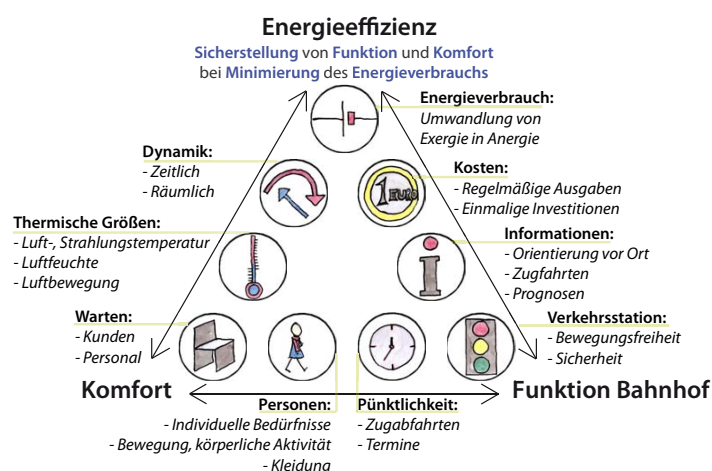 Energieeffizienz
Sicherstellung von Funktion und Komfort
bei Minimierung des Energieverbrauchs
Energieverbrauch:
Umwandlung von
Exergie in Anergie
Dynamik:
- Zeitlich
- Räumlich
Kosten:
- Regelmäßige Ausgaben
- Einmalige Investitionen
1 EURO
Thermische Größen:
- Luft-, Strahlungstemperatur
- Luftfeuchte
- Luftbewegung
Informationen:
- Orientierung vor Ort
- Zugfahrten
- Prognosen
i
Warten:
- Kunden
- Personal
Verkehrsstation:
- Bewegungsfreiheit
- Sicherheit
Komfort
Funktion Bahnhof
Personen:
- Individuelle Bedürfnisse
- Bewegung, körperliche Aktivität
- Kleidung
Pünktlichkeit:
- Zugabfahrten
- Termine